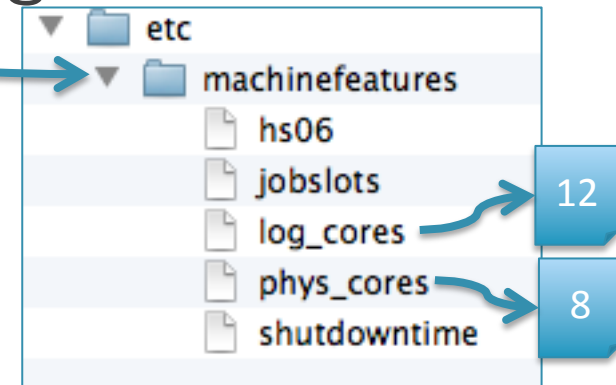 etc
machinefeatures
hs06
jobslots
12
log_cores
phys_cores
8
shutdowntime